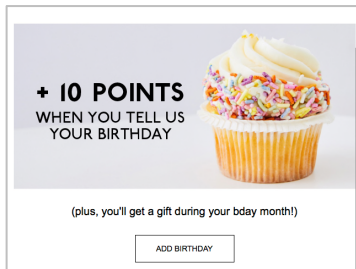 + 10 POINTS
WHEN YOU TELL US
YOUR BIRTHDAY
(plus, you'll get a gift during your bday month!)
ADD BIRTHDAY